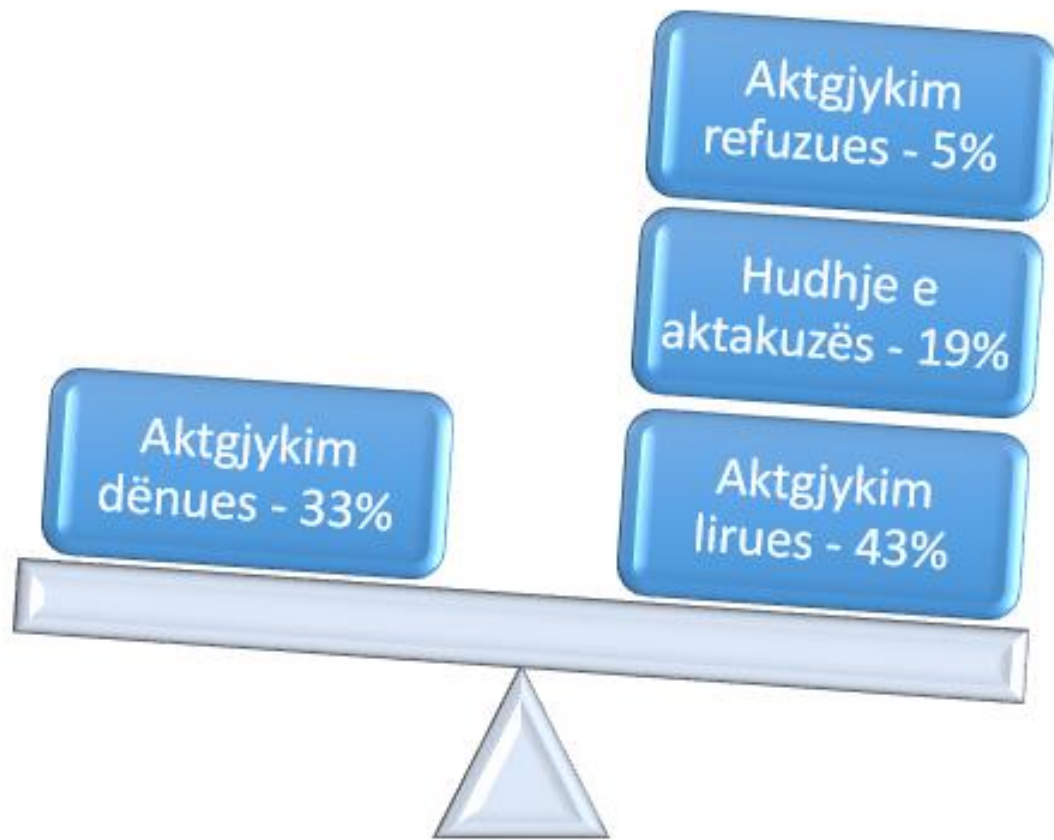 Aktgjykim
dënues - 33%
Aktgjykim
refuzues - 5%
Hudhje e
aktakuzës - 19%
Aktgjykim
lirues - 43%